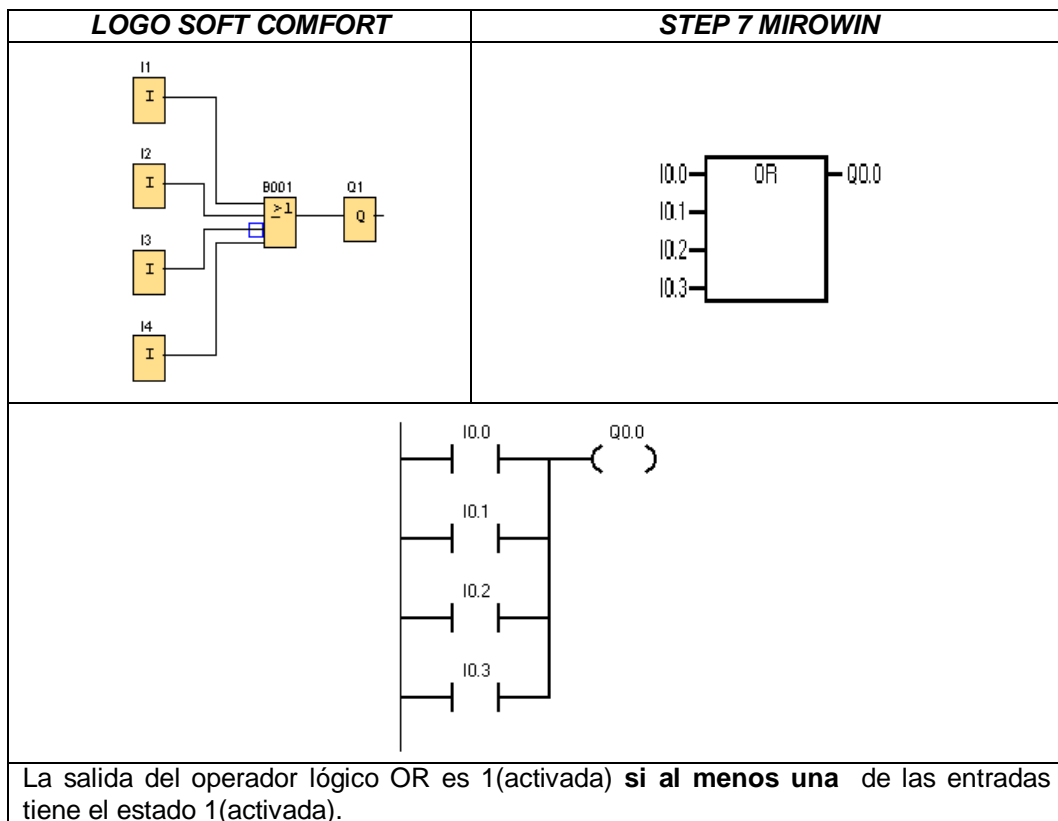 LOGO SOFT COMFORT
STEP 7 MIROWIN
I1
I
I2
I
I3
I
I4
I
B001
≥1
Q1
Q
I0.0
I0.1
I0.2
I0.3
OR
Q0.0
I0.0
Q0.0
I0.1
I0.2
I0.3
La salida del operador lógico OR es 1(activada) si al menos una de las entradas
tiene el estado 1(activada).